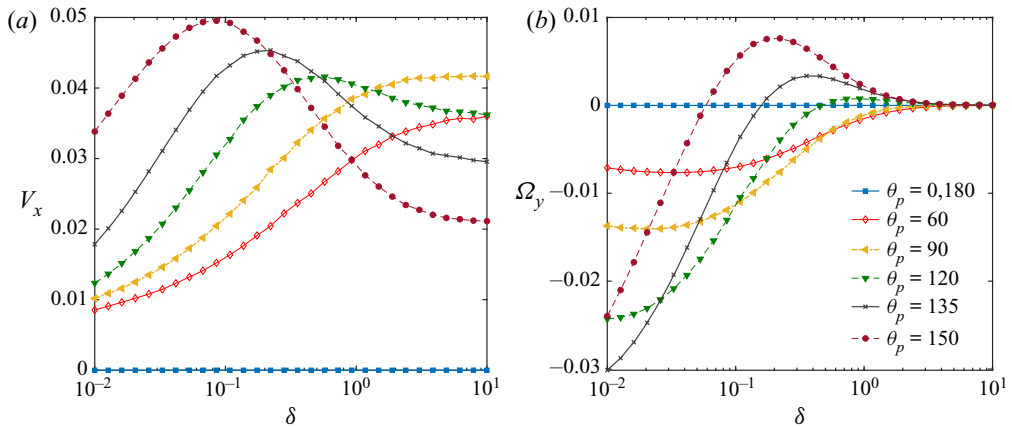 (a)
0.05
0.04
0.03
0.02
0.01
0
V_x
10^{-2}
10^{-1}
10^0
10^1
δ
(b)
0.01
0
−0.01
−0.02
−0.03
Ω_y
10^{-2}
10^{-1}
10^0
10^1
δ
θ_p = 0,180
θ_p = 60
θ_p = 90
θ_p = 120
θ_p = 135
θ_p = 150